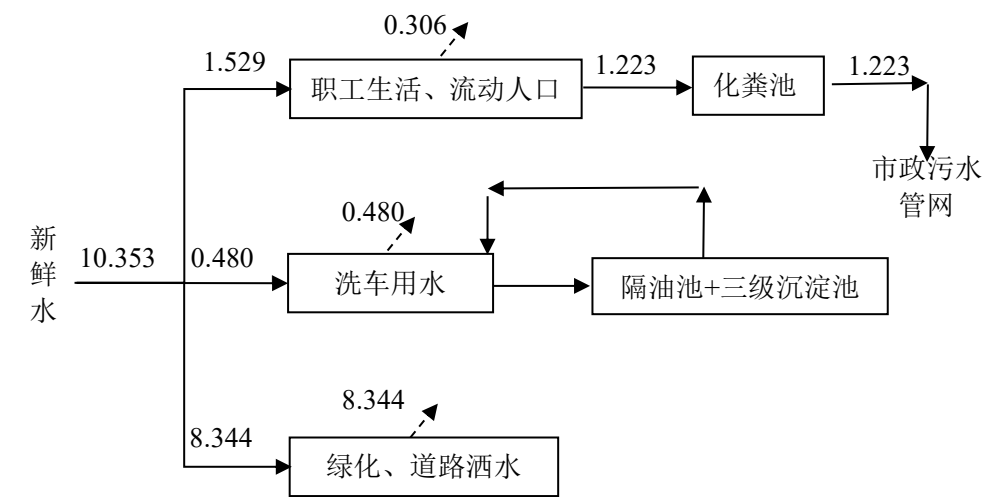 0.306
1.529
职工生活、流动人口
1.223
化粪池
1.223
市政污水
管网
新
鲜
水
10.353
0.480
0.480
洗车用水
隔油池+三级沉淀池
8.344
8.344
绿化、道路洒水